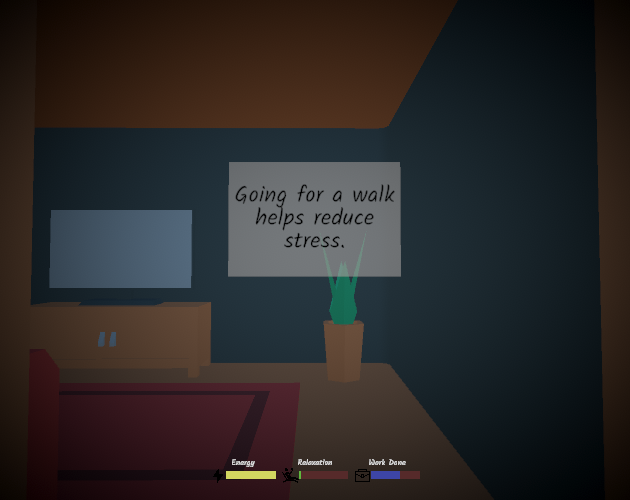 Going for a walk
helps reduce
stress.
Energy
Relaxation
Work Done